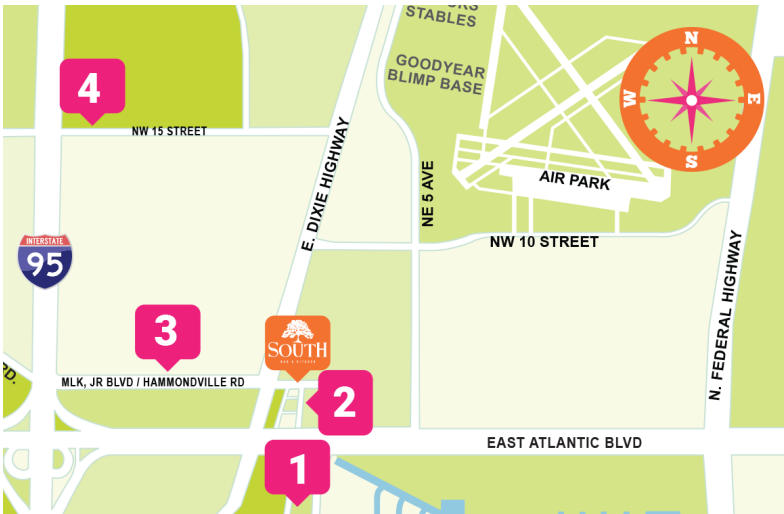 STABLES
GOODYEAR
BLIMP BASE
N
W
E
S
4
NW 15 STREET
E. DIXIE HIGHWAY
NE 5 AVE
AIR PARK
NW 10 STREET
N. FEDERAL HIGHWAY
INTERSTATE
95
3
SOUTH
RD.
MLK, JR BLVD / HAMMONDVILLE RD
2
EAST ATLANTIC BLVD
1